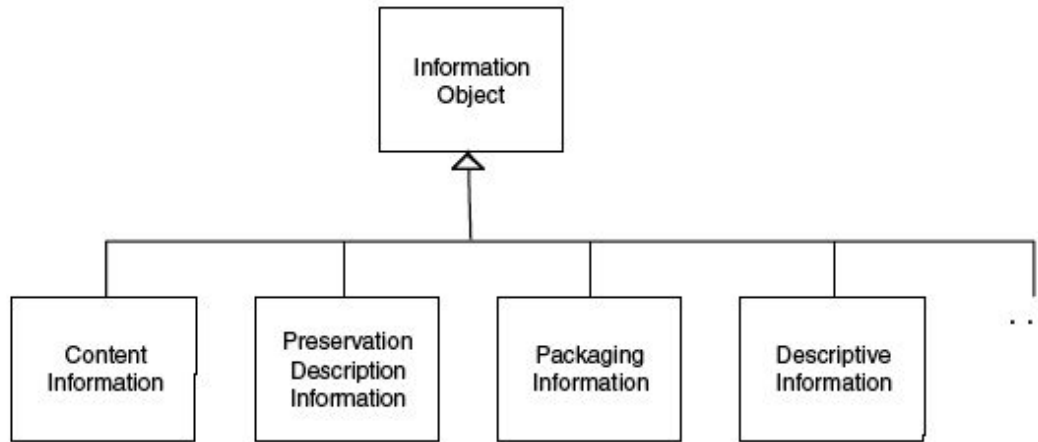 Information
Object
Content
Information
Preservation
Description
Information
Packaging
Information
Descriptive
Information
. .